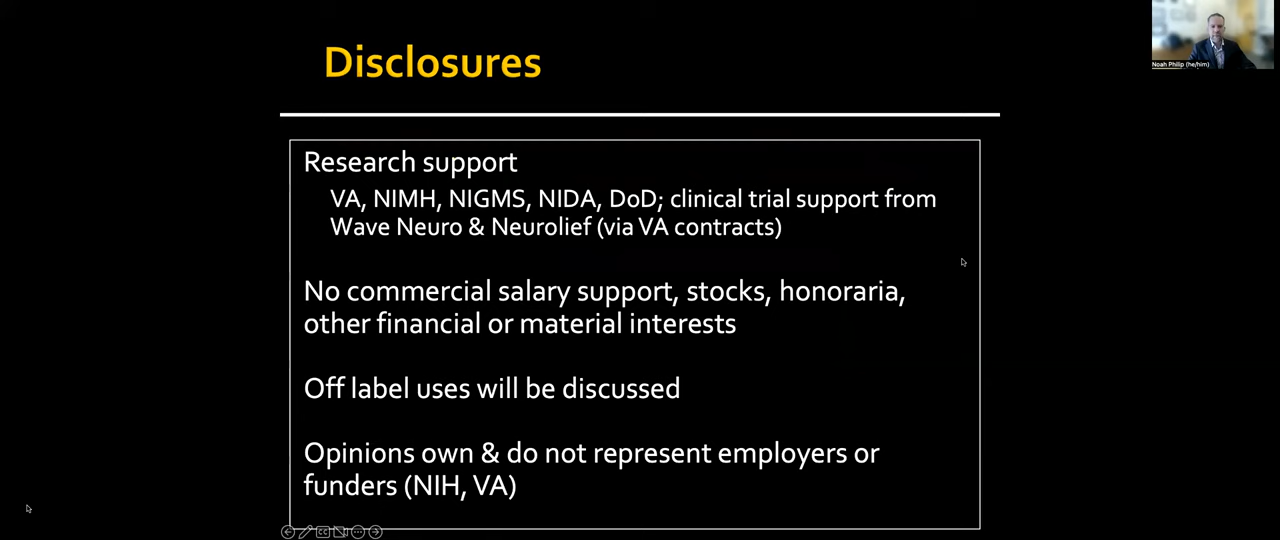 Disclosures
Noah Philip (he/him)
Research support
VA, NIMH, NIGMS, NIDA, DoD; clinical trial support from
Wave Neuro & Neurolief (via VA contracts)
No commercial salary support, stocks, honoraria,
other financial or material interests
Off label uses will be discussed
Opinions own & do not represent employers or
funders (NIH, VA)